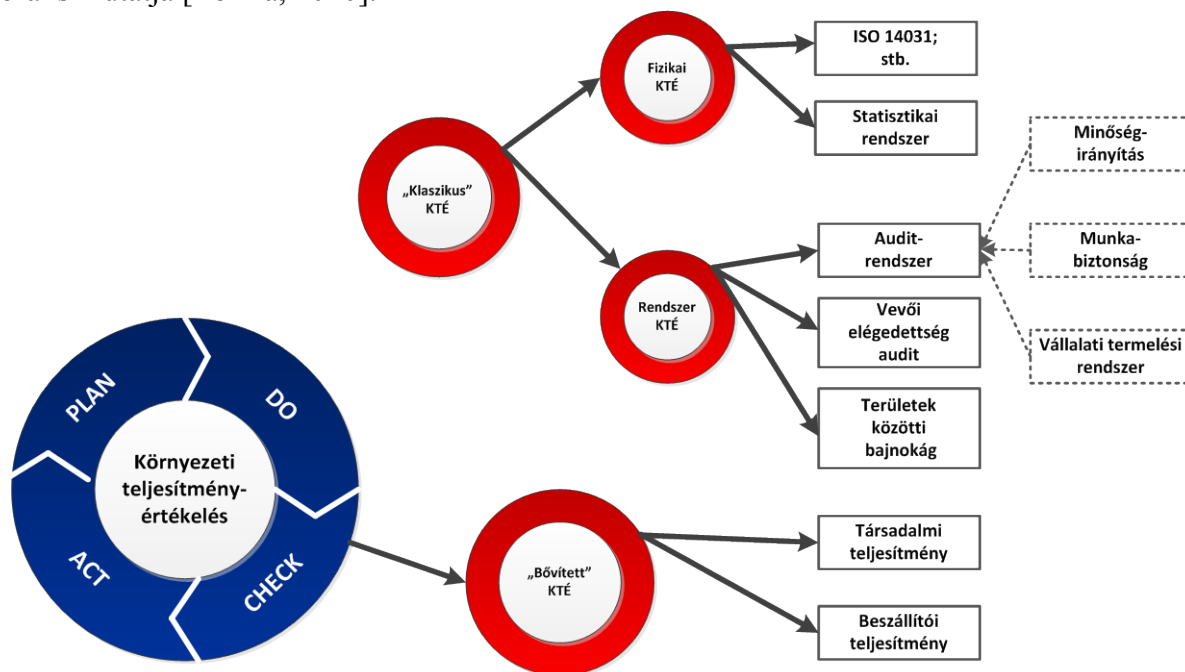 Fizikai
KTÉ
ISO 14031;
stb.
Statisztikai
rendszer
„Klaszikus”
KTÉ
Minőség-
irányítás
Audit-
rendszer
Munka-
biztonság
Rendszer
KTÉ
Vevői
elégedettség
audit
Vállalati termelési
rendszer
Területek
közötti
bajnokág
PLAN
DO
Környezeti
teljesítmény-
értékelés
ACT
CHECK
„Bővített”
KTÉ
Társadalmi
teljesítmény
Beszállítói
teljesítmény